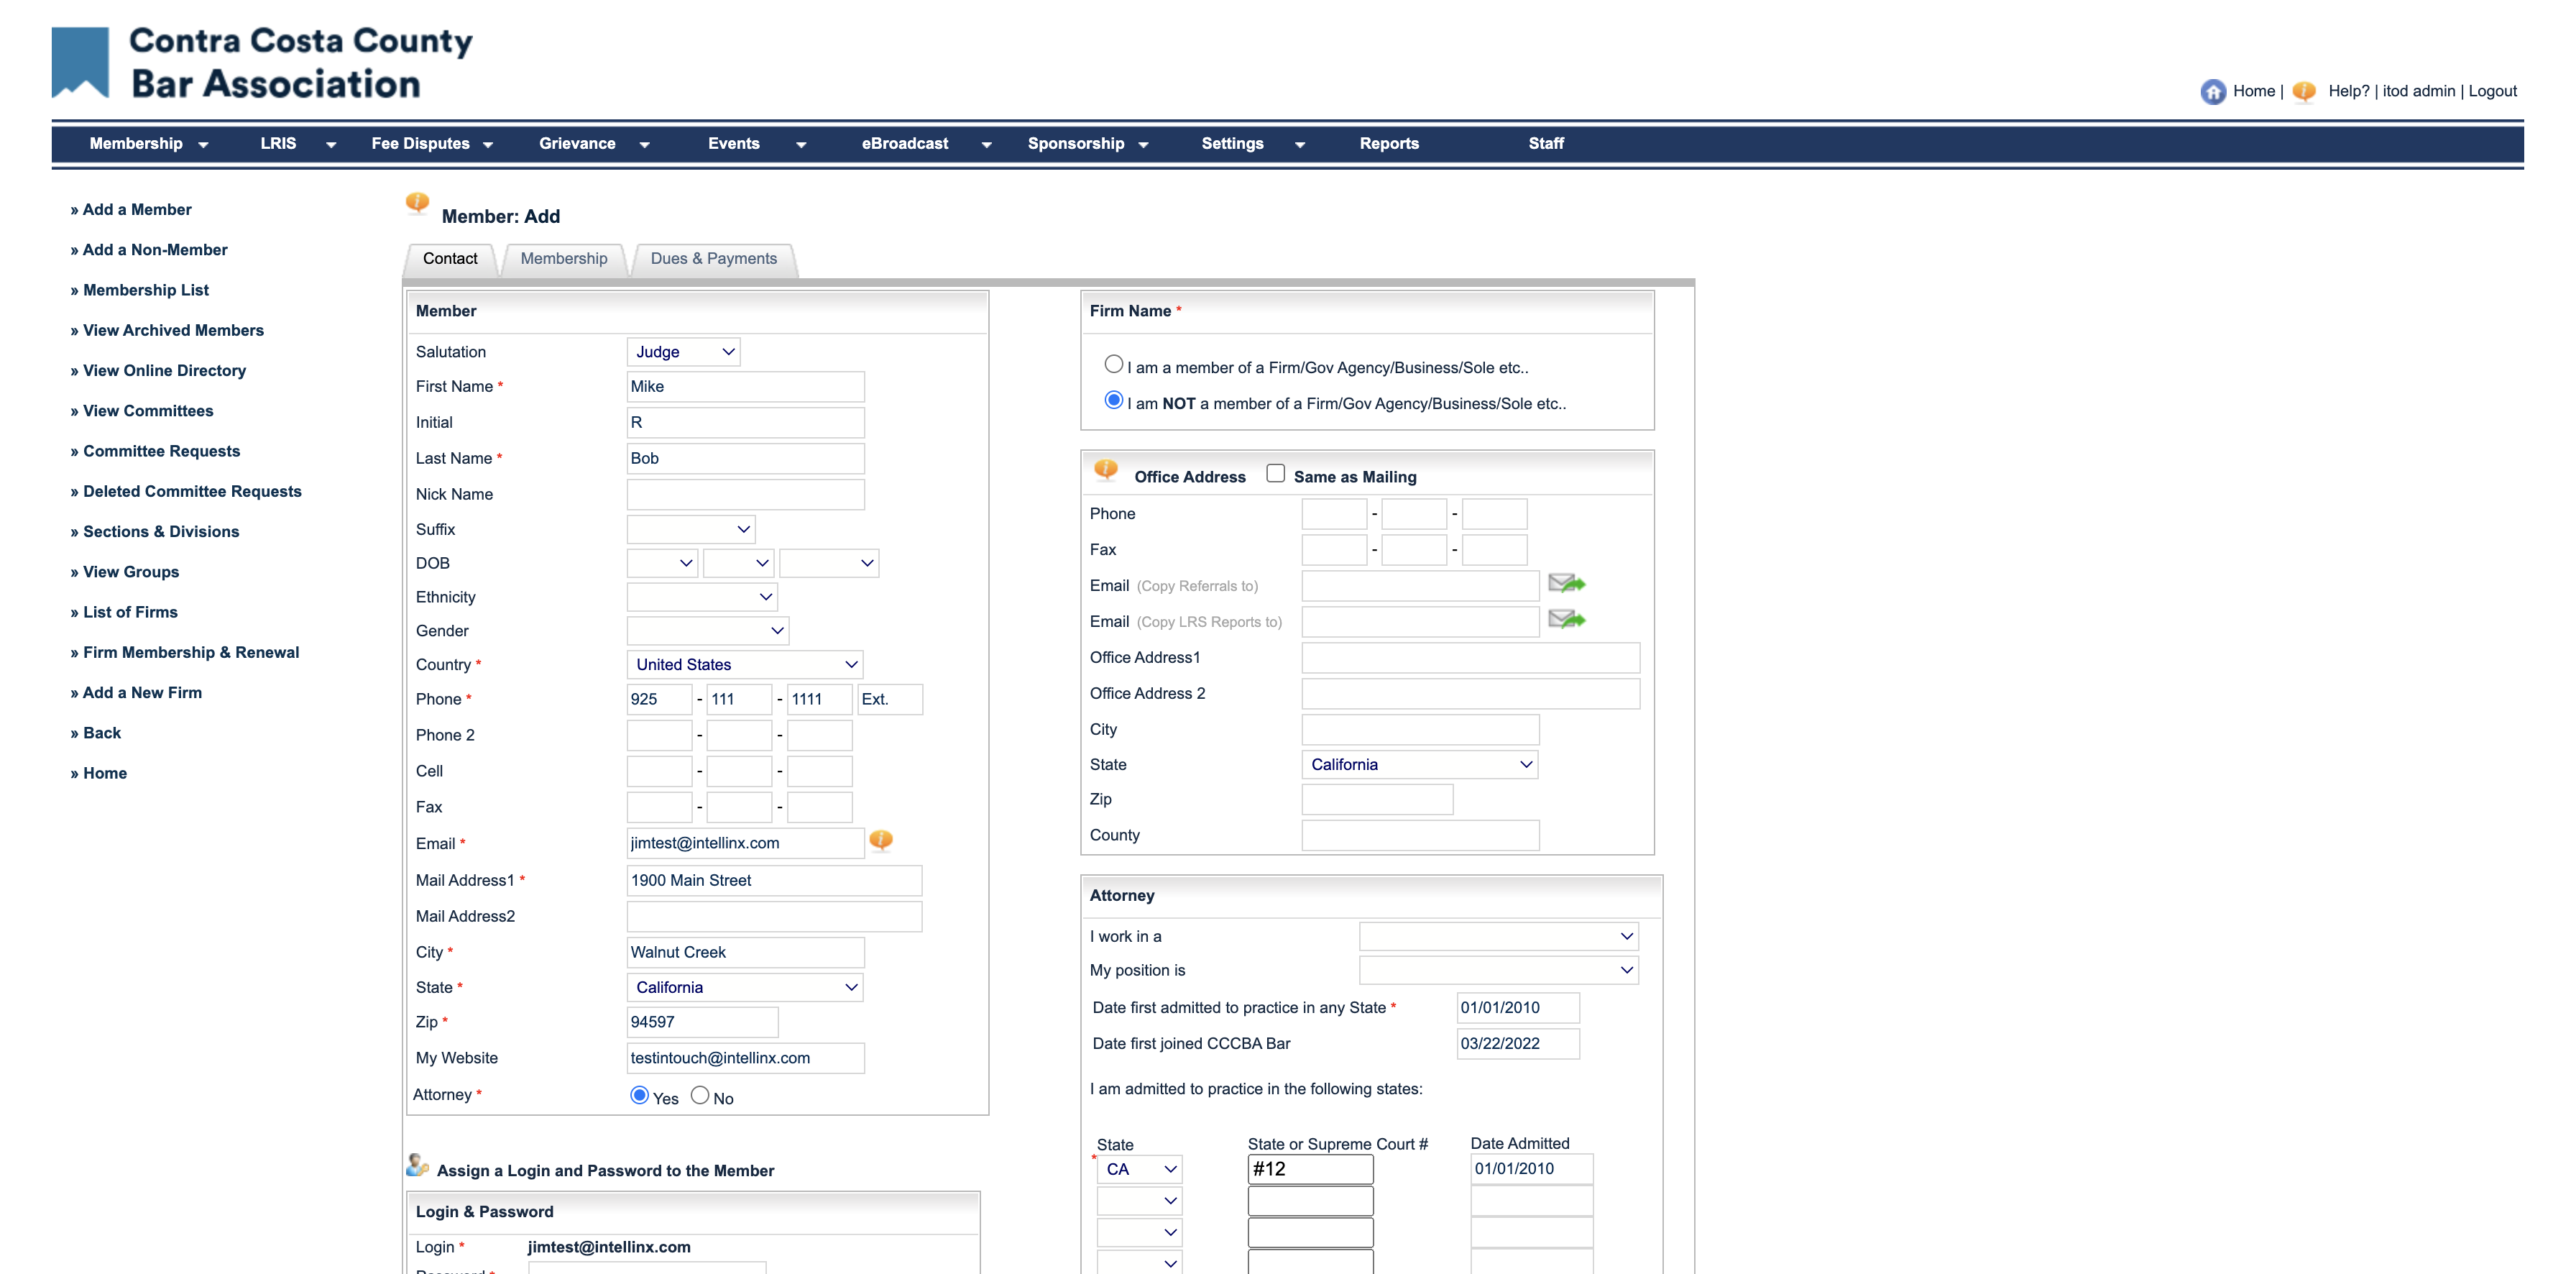 Contra Costa County
Bar Association
Home | Help? | itod admin | Logout
Membership LRIS Fee Disputes Grievance Events eBroadcast Sponsorship Settings Reports Staff
» Add a Member
» Add a Non-Member
» Membership List
» View Archived Members
» View Online Directory
» View Committees
» Committee Requests
» Deleted Committee Requests
» Sections & Divisions
» View Groups
» List of Firms
» Firm Membership & Renewal
» Add a New Firm
» Back
» Home
Member: Add
Contact Membership Dues & Payments
Member
Salutation Judge
First Name * Mike
Initial R
Last Name * Bob
Nick Name
Suffix
DOB
Ethnicity
Gender
Country * United States
Phone * 925 - 111 - 1111 Ext.
Phone 2 - -
Cell - -
Fax - -
Email * jimtest@intellinx.com
Mail Address1 * 1900 Main Street
Mail Address2
City * Walnut Creek
State * California
Zip * 94597
My Website testintouch@intellinx.com
Attorney * Yes No
Assign a Login and Password to the Member
Login & Password
Login * jimtest@intellinx.com
Firm Name *
I am a member of a Firm/Gov Agency/Business/Sole etc..
I am NOT a member of a Firm/Gov Agency/Business/Sole etc..
Office Address Same as Mailing
Phone - -
Fax - -
Email (Copy Referrals to)
Email (Copy LRS Reports to)
Office Address1
Office Address 2
City
State California
Zip
County
Attorney
I work in a
My position is
Date first admitted to practice in any State * 01/01/2010
Date first joined CCCBA Bar 03/22/2022
I am admitted to practice in the following states:
State State or Supreme Court # Date Admitted
* CA #12 01/01/2010